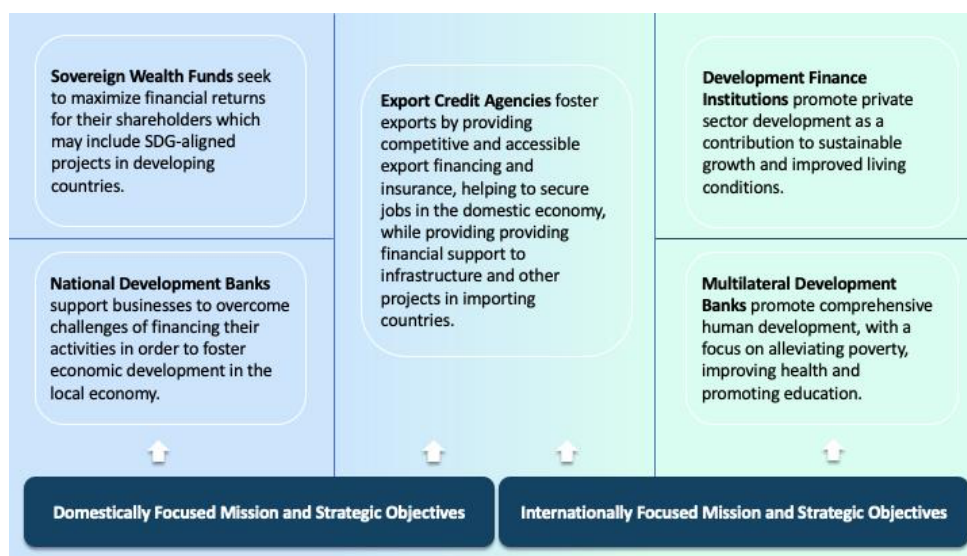 Sovereign Wealth Funds seek
to maximize financial returns
for their shareholders which
may include SDG-aligned
projects in developing
countries.
National Development Banks
support businesses to overcome
challenges of financing their
activities in order to foster
economic development in the
local economy.
Export Credit Agencies foster
exports by providing
competitive and accessible
export financing and
insurance, helping to secure
jobs in the domestic economy,
while providing providing
financial support to
infrastructure and other
projects in importing
countries.
Development Finance
Institutions promote private
sector development as a
contribution to sustainable
growth and improved living
conditions.
Multilateral Development
Banks promote comprehensive
human development, with a
focus on alleviating poverty,
improving health and
promoting education.
Domestically Focused Mission and Strategic Objectives
Internationally Focused Mission and Strategic Objectives